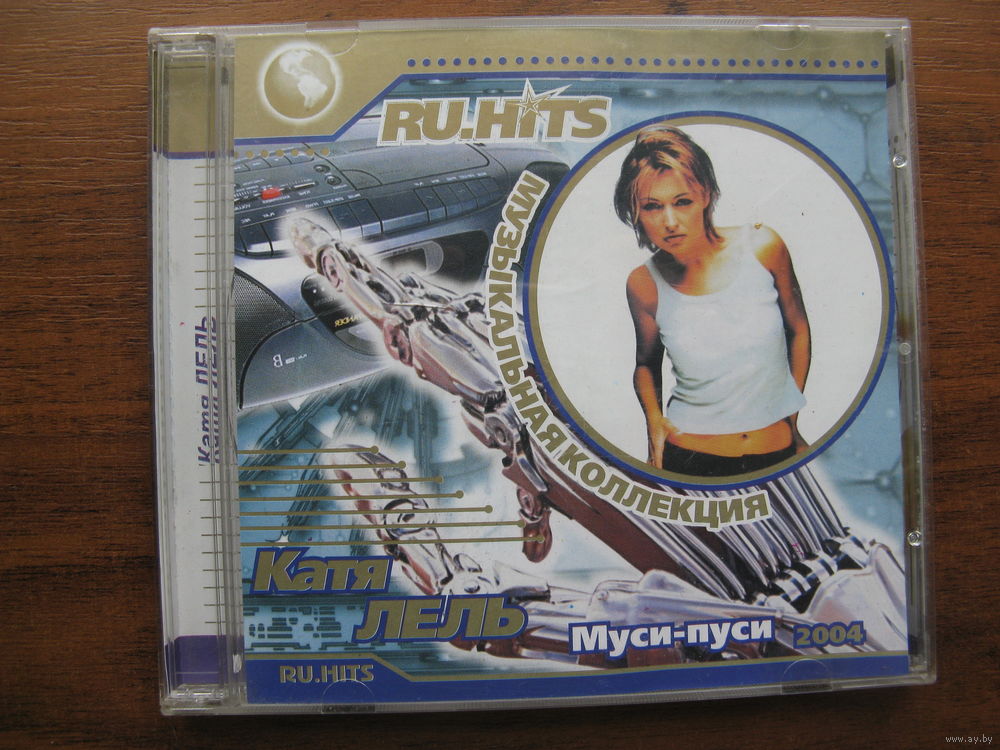 RU.HITS
МУЗЫКАЛЬНАЯ КОЛЛЕКЦИЯ
B
Катя ЛЕЛЬ
Катя
ЛЕЛЬ
Муси-пуси 2004
RU.HITS
www.ay.by